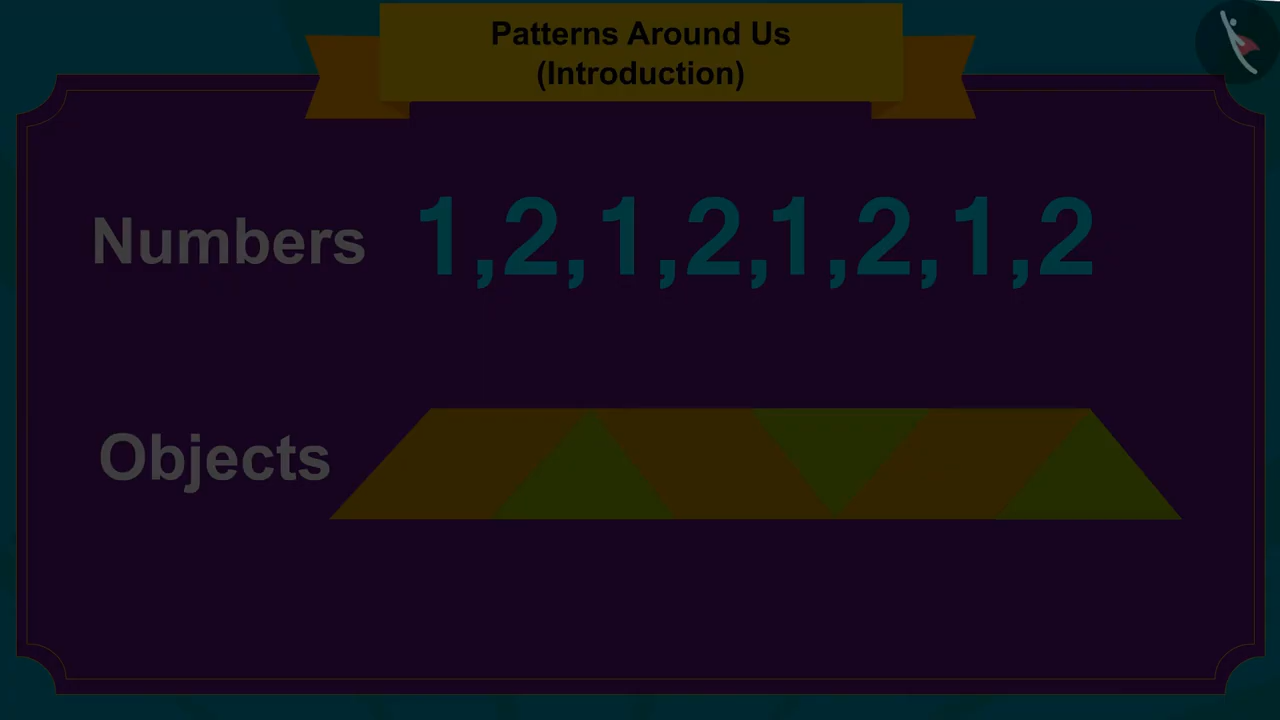 Patterns Around Us
(Introduction)
Numbers 1,2,1,2,1,2,1,2
Objects